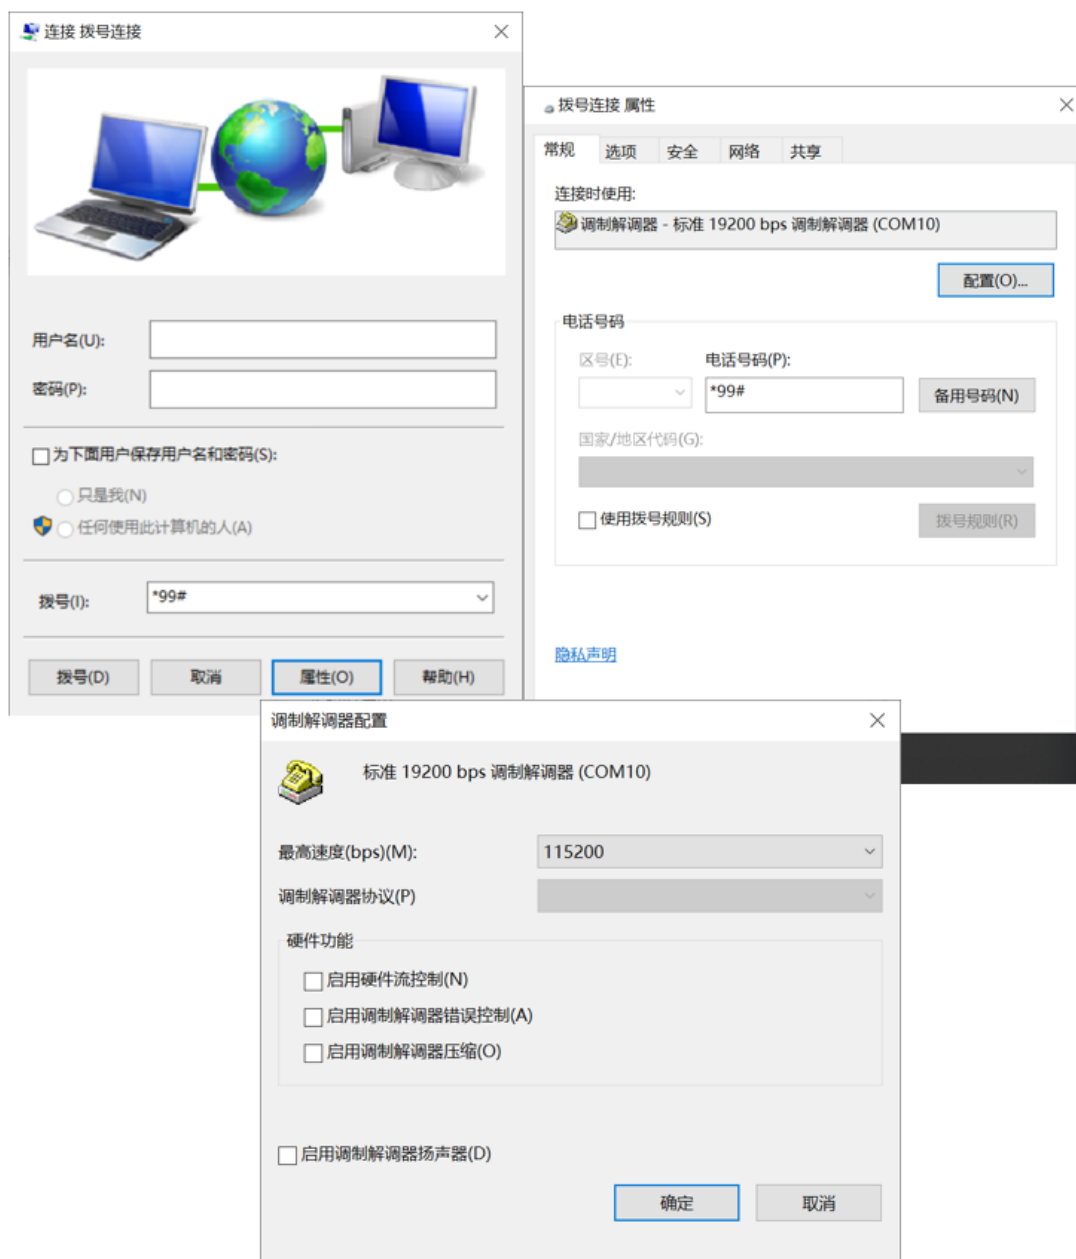 连接 拨号连接
用户名(U):
密码(P):
为下面用户保存用户名和密码(S):
只是我(N)
任何使用此计算机的人(A)
拨号(I):
*99#
拨号(D)
取消
属性(O)
帮助(H)
拨号连接 属性
常规
选项
安全
网络
共享
连接时使用:
调制解调器 - 标准 19200 bps 调制解调器 (COM10)
配置(O)...
电话号码
区号(E):
电话号码(P):
*99#
备用号码(N)
国家/地区代码(G):
使用拨号规则(S)
拨号规则(R)
隐私声明
调制解调器配置
标准 19200 bps 调制解调器 (COM10)
最高速度(bps)(M):
115200
调制解调器协议(P)
硬件功能
启用硬件流控制(N)
启用调制解调器错误控制(A)
启用调制解调器压缩(O)
启用调制解调器扬声器(D)
确定
取消